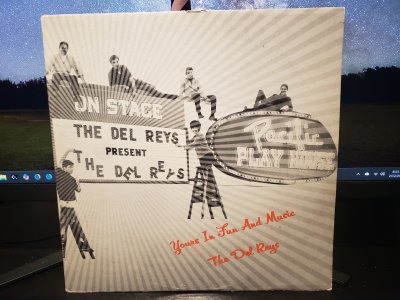 ON STAGE
THE DEL REYS
PRESENT
THE DEL REYS
Pacific
PLAY HOUSE
Yours In Fun And Music
The Del Reys